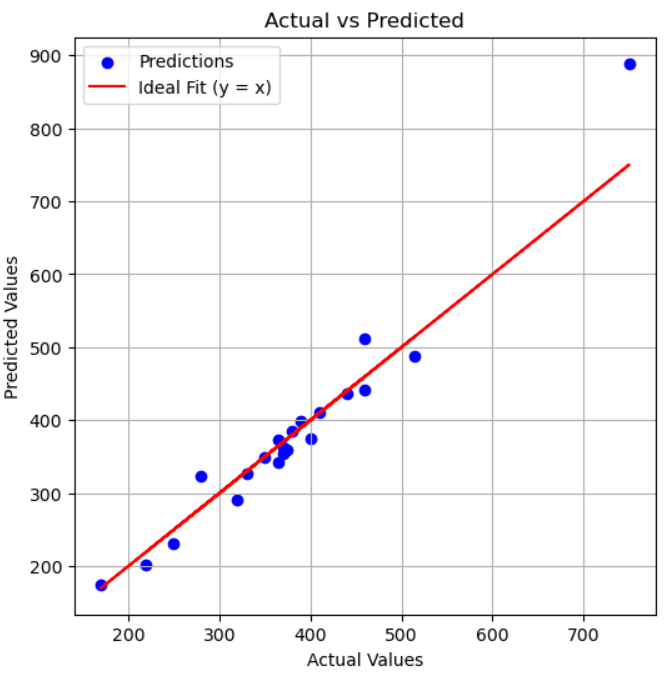 Actual vs Predicted
Predictions
Ideal Fit (y = x)
900
800
700
600
500
400
300
200
Predicted Values
200 300 400 500 600 700
Actual Values